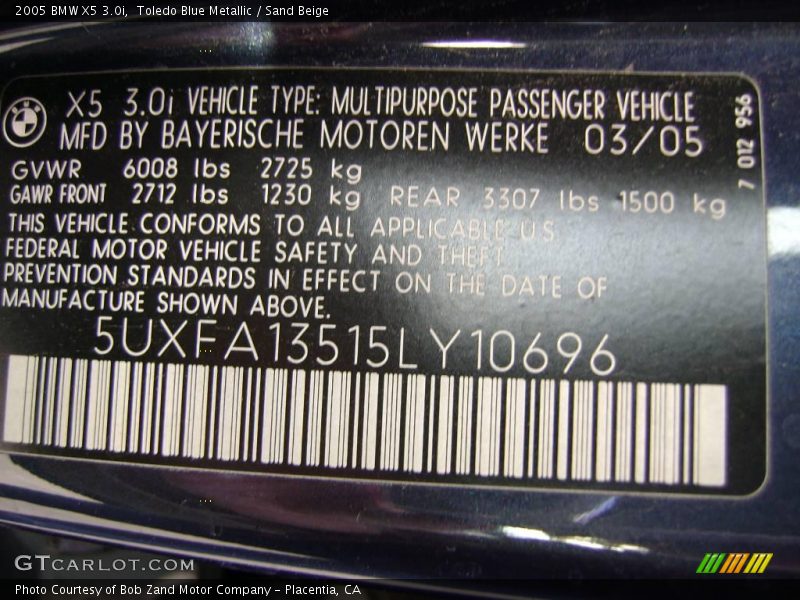 2005 BMW X5 3.0i, Toledo Blue Metallic / Sand Beige
X5 3.0i VEHICLE TYPE: MULTIPURPOSE PASSENGER VEHICLE
MFD BY BAYERISCHE MOTOREN WERKE 03/05
7 012 956
GVWR 6008 lbs 2725 kg
GAWR FRONT 2712 lbs 1230 kg REAR 3307 lbs 1500 kg
THIS VEHICLE CONFORMS TO ALL APPLICABLE U.S.
FEDERAL MOTOR VEHICLE SAFETY AND THEFT
PREVENTION STANDARDS IN EFFECT ON THE DATE OF
MANUFACTURE SHOWN ABOVE.
5UXFA13515LY10696
GTCARLOT.COM
Photo Courtesy of Bob Zand Motor Company - Placentia, CA